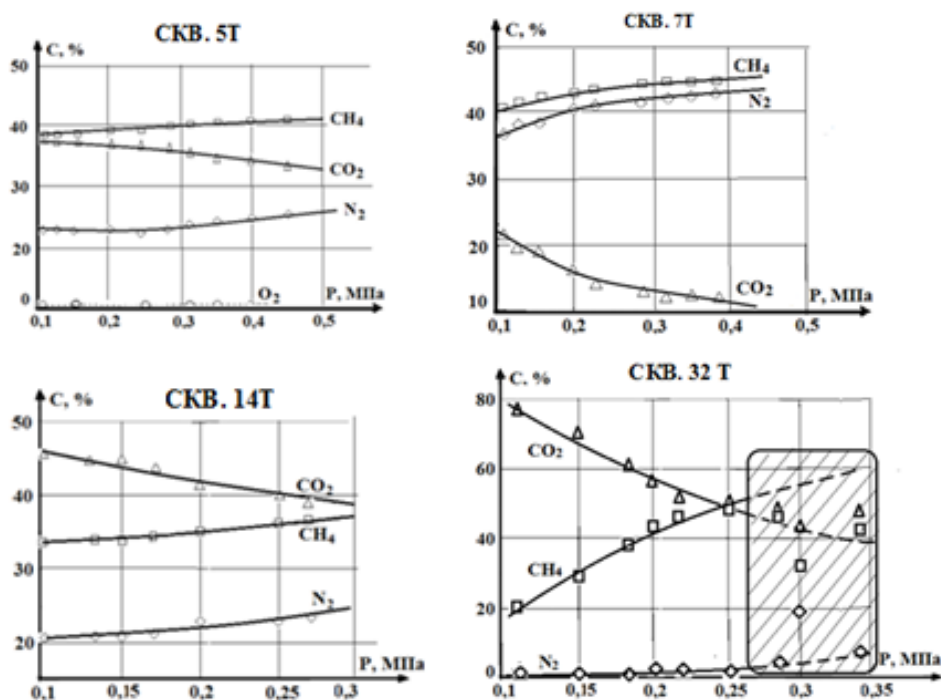 СКВ. 5Т
C, %
50
40
30
20
0
CH₄
CO₂
N₂
O₂
P, МПа
0,1
0,2
0,3
0,4
0,5
СКВ. 7Т
C, %
50
40
30
20
10
CH₄
N₂
CO₂
P, МПа
0,1
0,2
0,3
0,4
0,5
СКВ. 14Т
C, %
50
40
30
20
CO₂
CH₄
N₂
P, МПа
0,1
0,15
0,2
0,25
0,3
СКВ. 32 Т
C, %
80
60
40
20
0
CO₂
CH₄
N₂
P, МПа
0,1
0,15
0,2
0,25
0,3
0,35